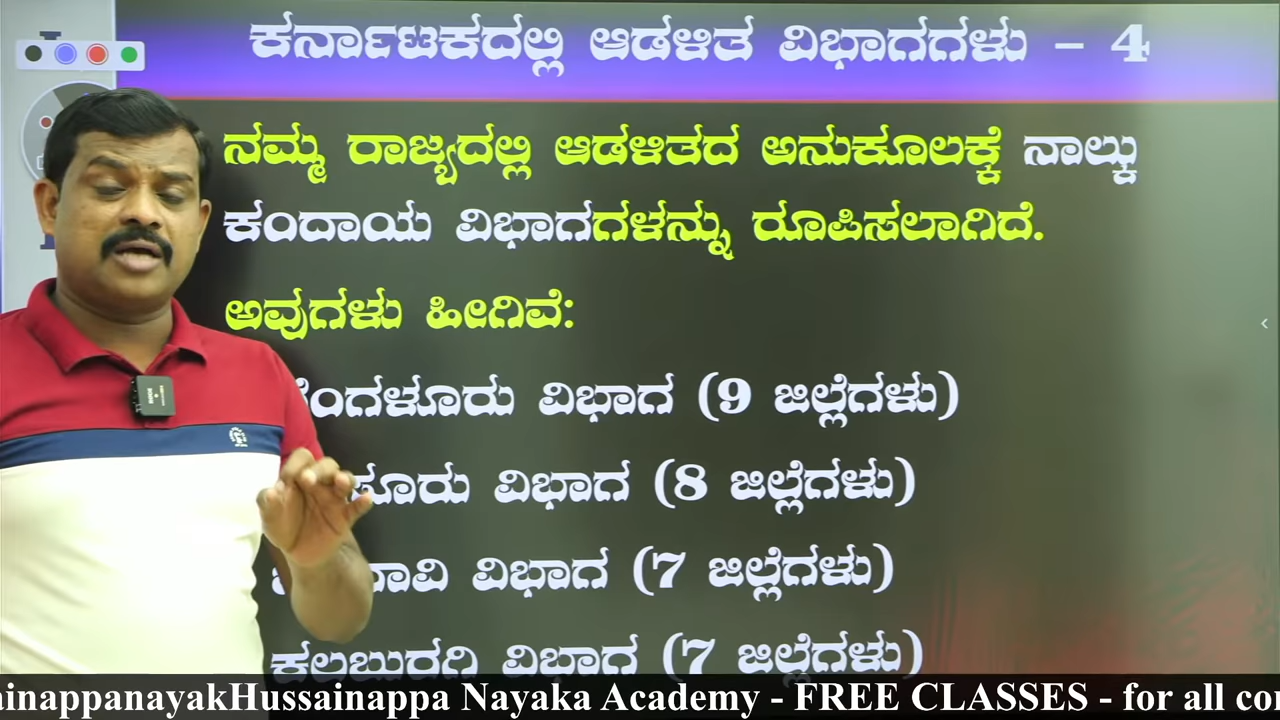 ಕರ್ನಾಟಕದಲ್ಲಿ ಆಡಳಿತ ವಿಭಾಗಗಳು – 4
ನಮ್ಮ ರಾಜ್ಯದಲ್ಲಿ ಆಡಳಿತದ ಅನುಕೂಲಕ್ಕೆ ನಾಲ್ಕು
ಕಂದಾಯ ವಿಭಾಗಗಳನ್ನು ರೂಪಿಸಲಾಗಿದೆ.
ಅವುಗಳು ಹೀಗಿವೆ:
ವಿಭಾಗ (9 ಜಿಲ್ಲೆಗಳು)
ವಿಭಾಗ (8 ಜಿಲ್ಲೆಗಳು)
ವಿಭಾಗ (7 ಜಿಲ್ಲೆಗಳು)
ಕಲಬುರಗಿ ವಿಭಾಗ (7 ಜಿಲ್ಲೆಗಳು)
ainappanayakHussainappa Nayaka Academy - FREE CLASSES - for all